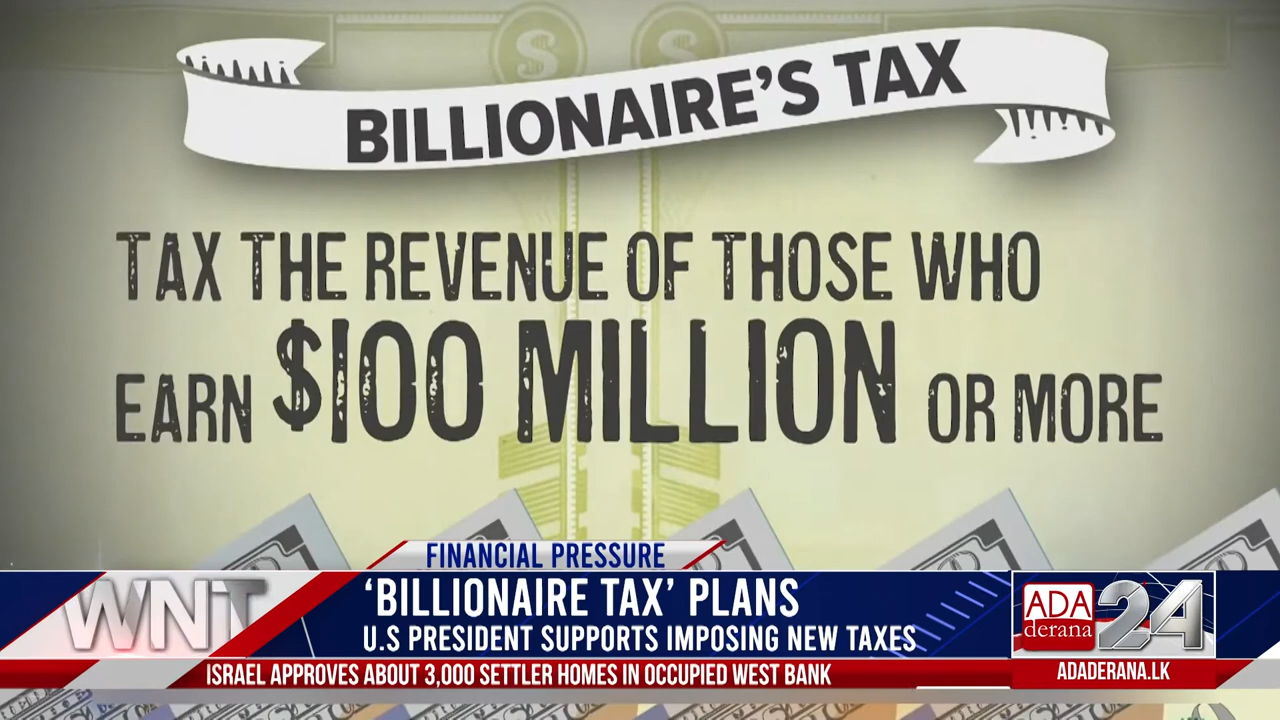 BILLIONAIRE'S TAX
TAX THE REVENUE OF THOSE WHO
EARN $100 MILLION OR MORE
FINANCIAL PRESSURE
WNT
'BILLIONAIRE TAX' PLANS
U.S PRESIDENT SUPPORTS IMPOSING NEW TAXES
ISRAEL APPROVES ABOUT 3,000 SETTLER HOMES IN OCCUPIED WEST BANK
ADA
derana
24
ADADERANA.LK